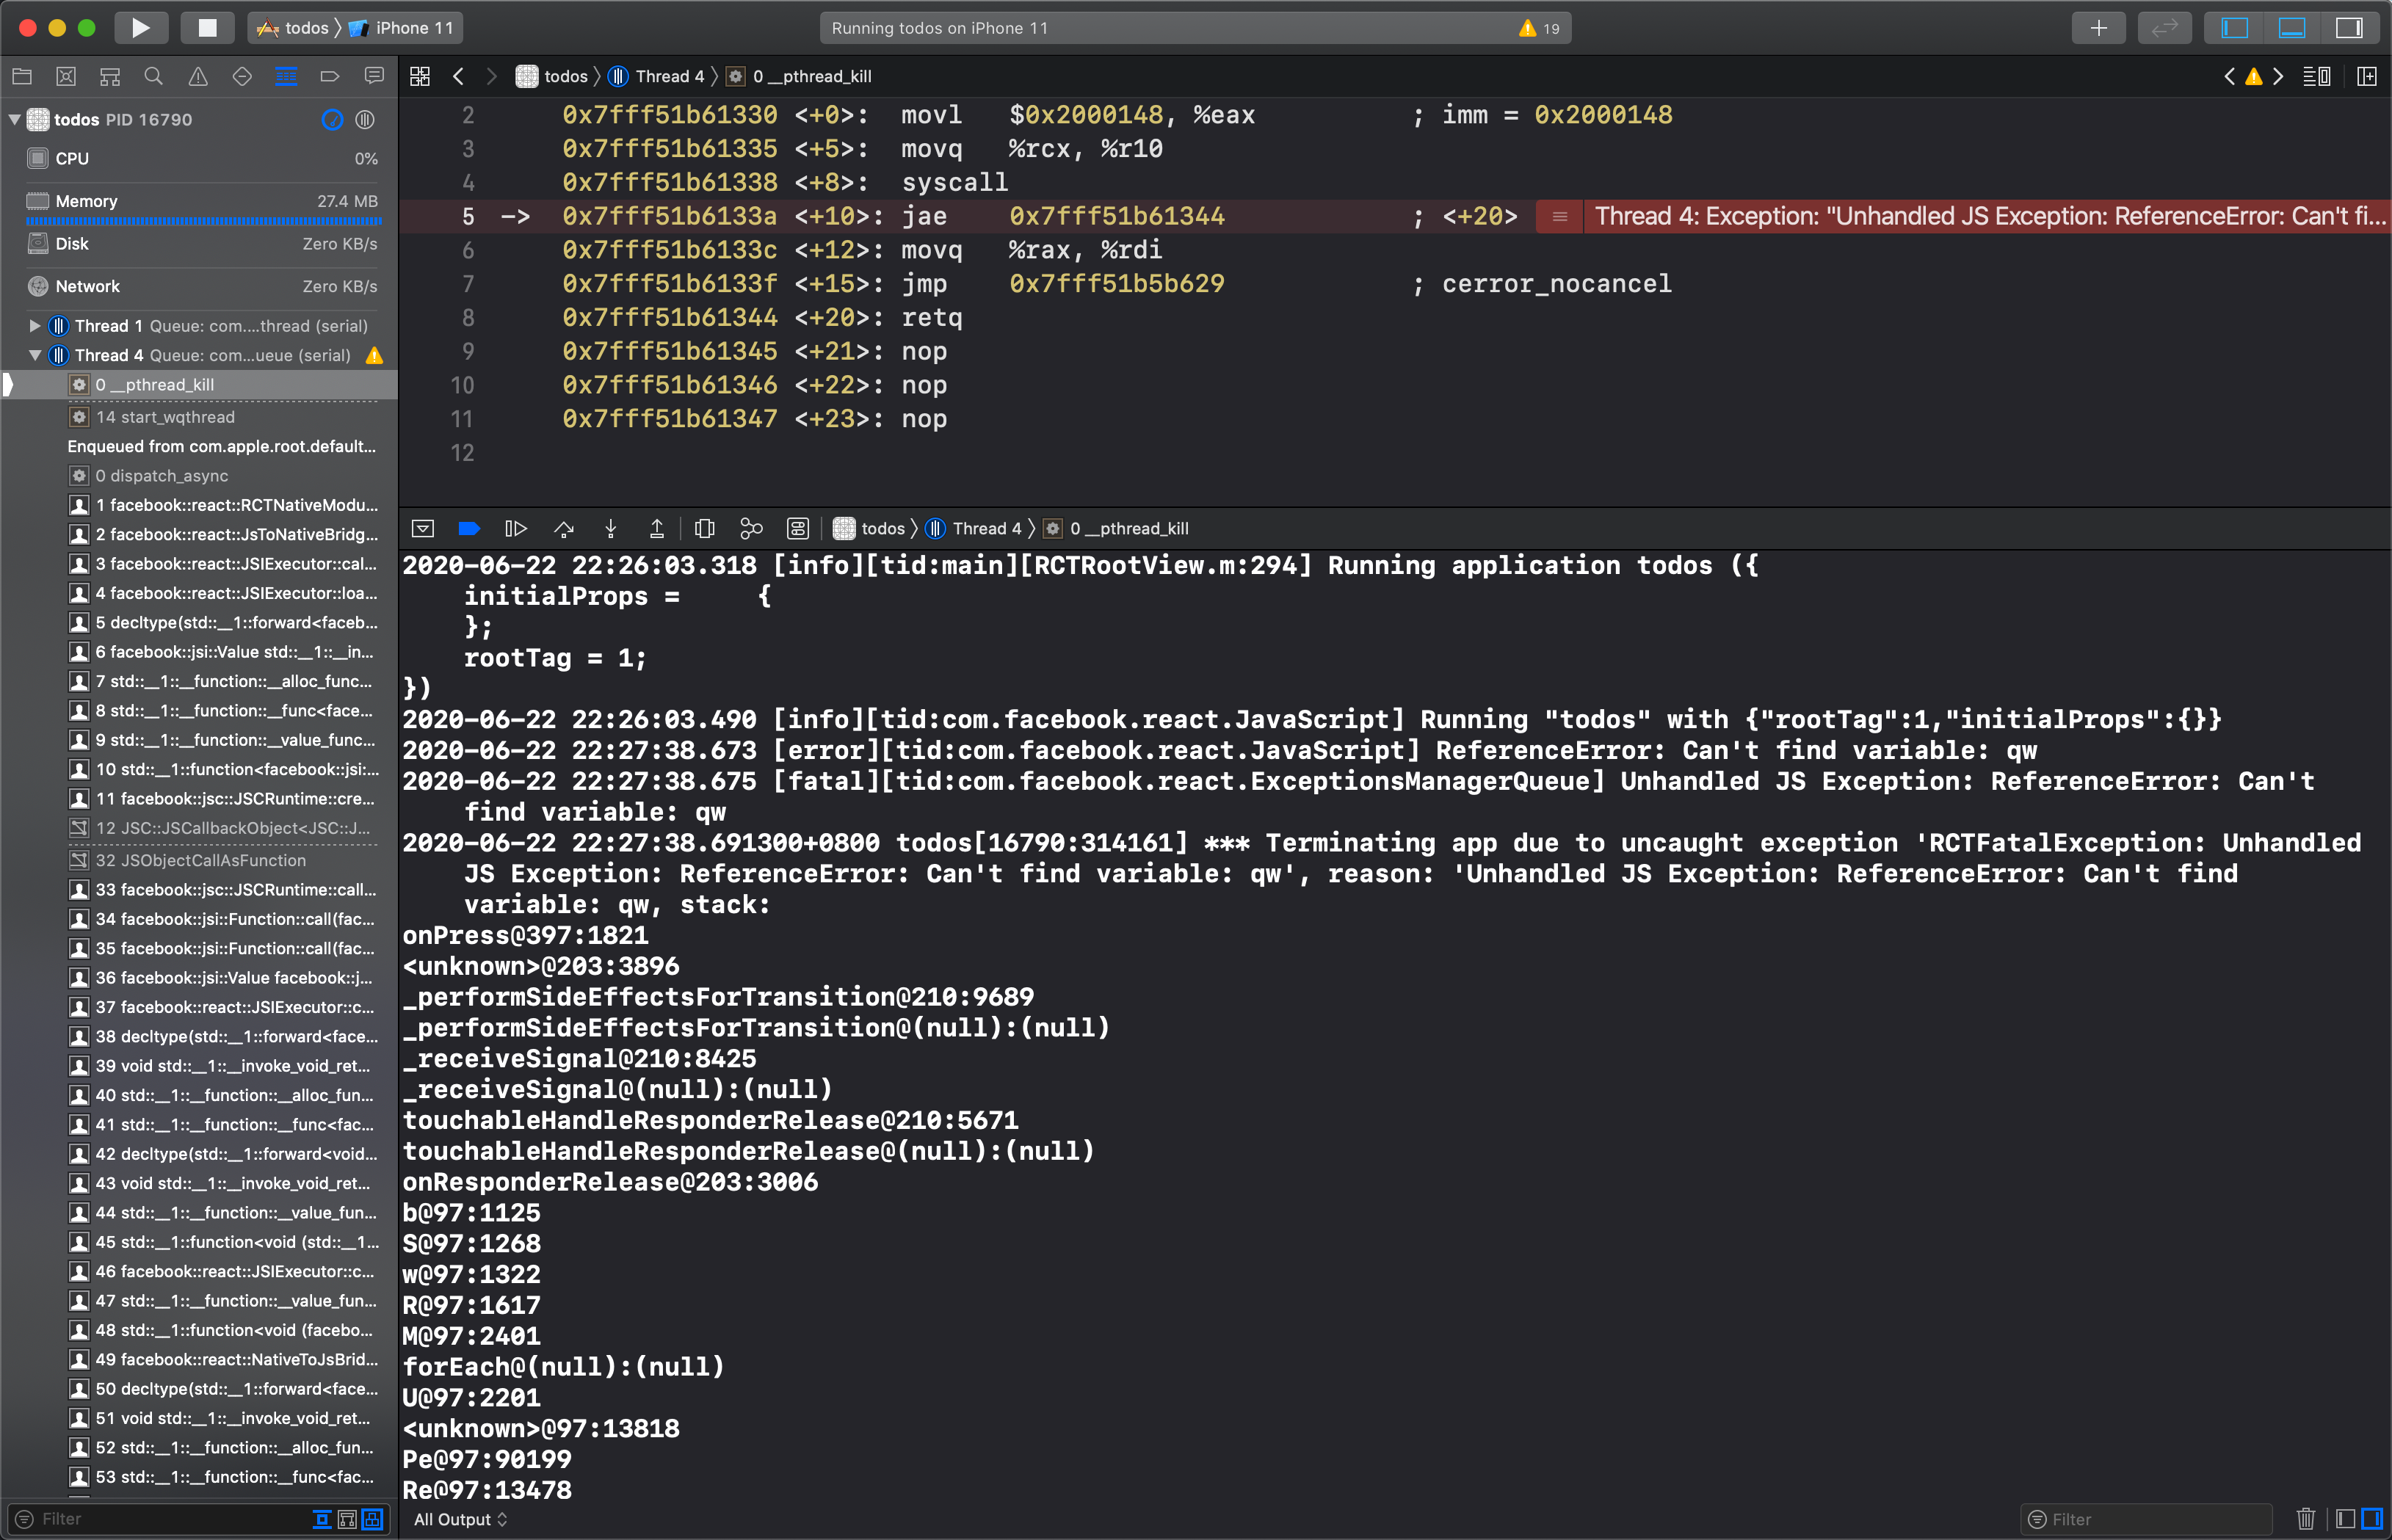 todos 〉 iPhone 11
Running todos on iPhone 11
19
todos 〉 Thread 4 〉 0 __pthread_kill
todos PID 16790
CPU 0%
Memory 27.4 MB
Disk Zero KB/s
Network Zero KB/s
Thread 1 Queue: com....thread (serial)
Thread 4 Queue: com...ueue (serial)
0 __pthread_kill
14 start_wqthread
Enqueued from com.apple.root.default...
0 dispatch_async
1 facebook::react::RCTNativeModu...
2 facebook::react::JsToNativeBridg...
3 facebook::react::JSIExecutor::cal...
4 facebook::react::JSIExecutor::loa...
5 decltype(std::__1::forward<faceb...
6 facebook::jsi::Value std::__1::__in...
7 std::__1::__function::__alloc_func...
8 std::__1::__function::__func<face...
9 std::__1::__function::__value_func...
10 std::__1::function<facebook::jsi:...
11 facebook::jsc::JSCRuntime::cre...
12 JSC::JSCallbackObject<JSC::J...
32 JSObjectCallAsFunction
33 facebook::jsc::JSCRuntime::call...
34 facebook::jsi::Function::call(fac...
35 facebook::jsi::Function::call(fac...
36 facebook::jsi::Value facebook::j...
37 facebook::react::JSIExecutor::c...
38 decltype(std::__1::forward<face...
39 void std::__1::__invoke_void_ret...
40 std::__1::__function::__alloc_fun...
41 std::__1::__function::__func<fac...
42 decltype(std::__1::forward<void...
43 void std::__1::__invoke_void_ret...
44 std::__1::__function::__value_fun...
45 std::__1::function<void (std::__1...
46 facebook::react::JSIExecutor::c...
47 std::__1::__function::__value_fun...
48 std::__1::function<void (facebo...
49 facebook::react::NativeToJsBrid...
50 decltype(std::__1::forward<face...
51 void std::__1::__invoke_void_ret...
52 std::__1::__function::__alloc_fun...
53 std::__1::__function::__func<fac...
Filter
2 0x7fff51b61330 <+0>: movl $0x2000148, %eax ; imm = 0x2000148
3 0x7fff51b61335 <+5>: movq %rcx, %r10
4 0x7fff51b61338 <+8>: syscall
5 -> 0x7fff51b6133a <+10>: jae 0x7fff51b61344 ; <+20> Thread 4: Exception: "Unhandled JS Exception: ReferenceError: Can't fi...
6 0x7fff51b6133c <+12>: movq %rax, %rdi
7 0x7fff51b6133f <+15>: jmp 0x7fff51b5b629 ; cerror_nocancel
8 0x7fff51b61344 <+20>: retq
9 0x7fff51b61345 <+21>: nop
10 0x7fff51b61346 <+22>: nop
11 0x7fff51b61347 <+23>: nop
12
todos 〉 Thread 4 〉 0 __pthread_kill
2020-06-22 22:26:03.318 [info][tid:main][RCTRootView.m:294] Running application todos ({
initialProps = {
};
rootTag = 1;
})
2020-06-22 22:26:03.490 [info][tid:com.facebook.react.JavaScript] Running "todos" with {"rootTag":1,"initialProps":{}}
2020-06-22 22:27:38.673 [error][tid:com.facebook.react.JavaScript] ReferenceError: Can't find variable: qw
2020-06-22 22:27:38.675 [fatal][tid:com.facebook.react.ExceptionsManagerQueue] Unhandled JS Exception: ReferenceError: Can't
find variable: qw
2020-06-22 22:27:38.691300+0800 todos[16790:314161] *** Terminating app due to uncaught exception 'RCTFatalException: Unhandled
JS Exception: ReferenceError: Can't find variable: qw', reason: 'Unhandled JS Exception: ReferenceError: Can't find
variable: qw, stack:
onPress@397:1821
<unknown>@203:3896
_performSideEffectsForTransition@210:9689
_performSideEffectsForTransition@(null):(null)
_receiveSignal@210:8425
_receiveSignal@(null):(null)
touchableHandleResponderRelease@210:5671
touchableHandleResponderRelease@(null):(null)
onResponderRelease@203:3006
b@97:1125
S@97:1268
w@97:1322
R@97:1617
M@97:2401
forEach@(null):(null)
U@97:2201
<unknown>@97:13818
Pe@97:90199
Re@97:13478
All Output
Filter